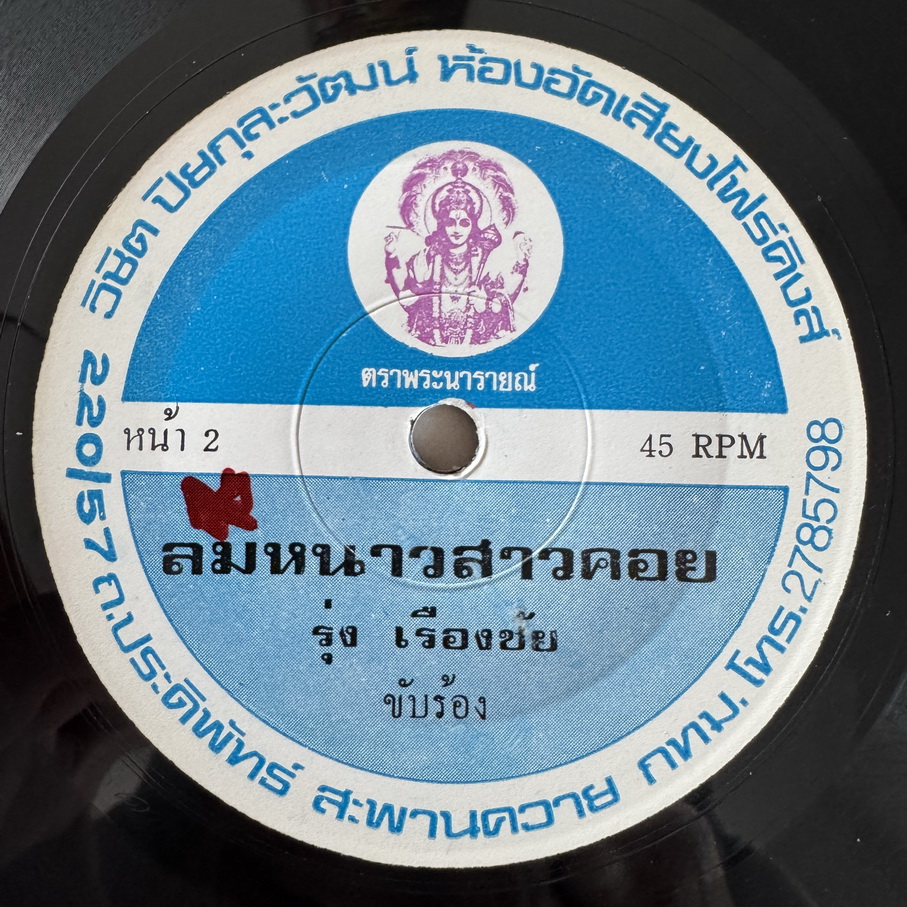 วิชิต ปิยกุละวัฒน์ ห้องอัดเสียงโฟร์คิงส์
ตราพระนารายณ์
หน้า 2
45 RPM
ลมหนาวสาวคอย
รุ่ง เรืองชัย
ขับร้อง
220/57 ถ.ประดิพัทธ์ สะพานควาย กทม. โทร.2785798